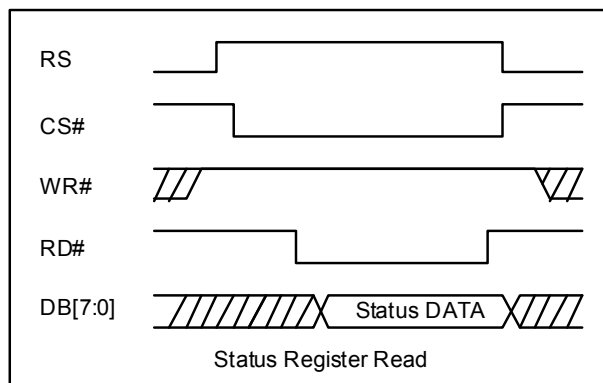 RS
CS#
WR#
RD#
DB[7:0]
Status DATA
Status Register Read